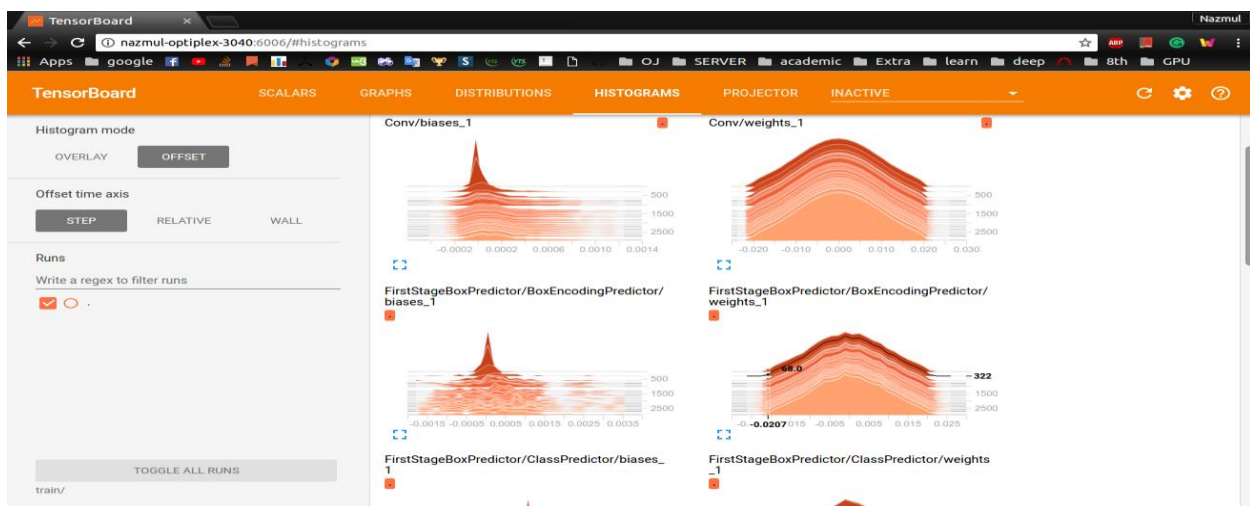 TensorBoard
Nazmul
nazmul-optiplex-3040:6006/#histograms
ABP
Apps google OJ SERVER academic Extra learn deep 8th GPU
TensorBoard SCALARS GRAPHS DISTRIBUTIONS HISTOGRAMS PROJECTOR INACTIVE
Histogram mode
OVERLAY OFFSET
Offset time axis
STEP RELATIVE WALL
Runs
Write a regex to filter runs
.
TOGGLE ALL RUNS
train/
Conv/biases_1
500
1500
2500
-0.0002 0.0002 0.0006 0.0010 0.0014
Conv/weights_1
500
1500
2500
-0.020 -0.010 0.000 0.010 0.020 0.030
FirstStageBoxPredictor/BoxEncodingPredictor/
biases_1
500
1500
2500
-0.0015 -0.0005 0.0005 0.0015 0.0025 0.0035
FirstStageBoxPredictor/BoxEncodingPredictor/
weights_1
68.0
322
1500
2500
-0.0207 -0.005 0.005 0.015 0.025
FirstStageBoxPredictor/ClassPredictor/biases_
1
FirstStageBoxPredictor/ClassPredictor/weights
_1